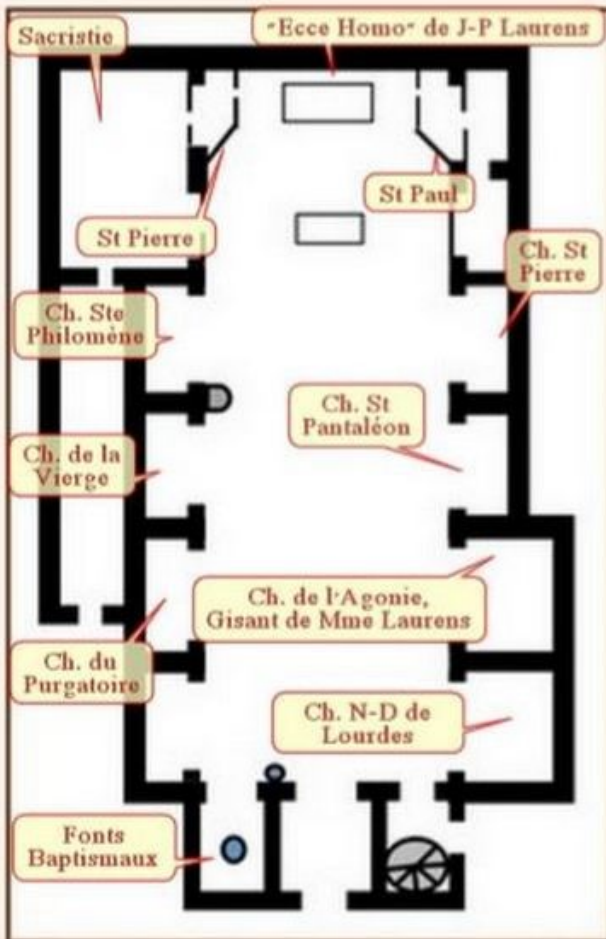 Sacristie
"Ecce Homo" de J-P Laurens
St Pierre
St Paul
Ch. St
Pierre
Ch. Ste
Philomène
Ch. St
Pantaléon
Ch. de la
Vierge
Ch. de l'Agonie,
Gisant de Mme Laurens
Ch. du
Purgatoire
Ch. N-D de
Lourdes
Fonts
Baptismaux